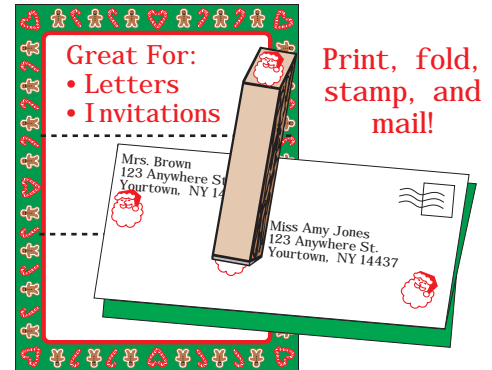 Great For:
• Letters
• Invitations
Print, fold,
stamp, and
mail!
Mrs. Brown
123 Anywhere St
Yourtown, NY 14
Miss Amy Jones
123 Anywhere St.
Yourtown, NY 14437